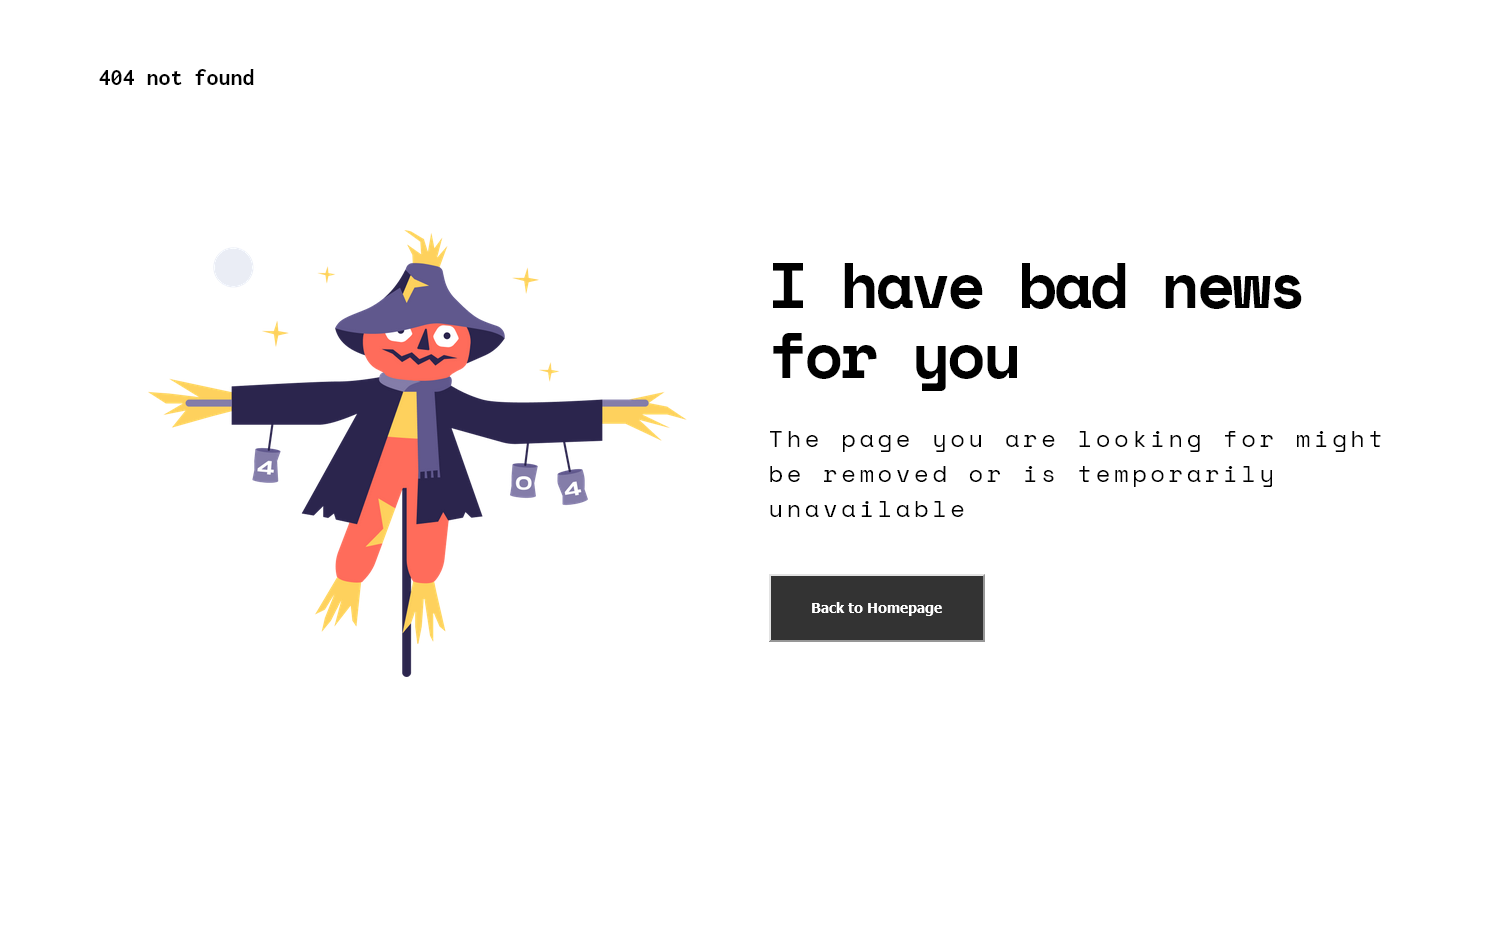 404 not found
4
0
4
I have bad news
for you
The page you are looking for might
be removed or is temporarily
unavailable
Back to Homepage